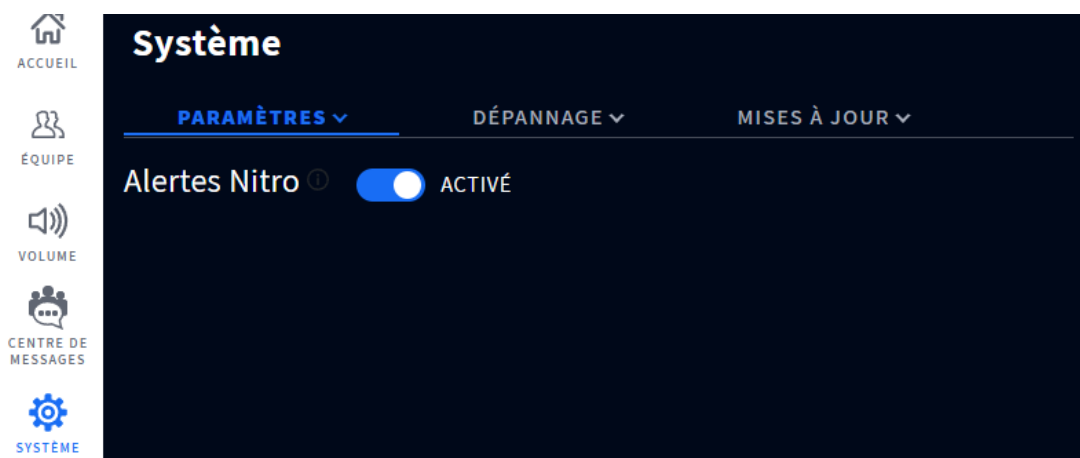 ACCUEIL
ÉQUIPE
VOLUME
CENTRE DE
MESSAGES
SYSTÈME
Système
PARAMÈTRES
DÉPANNAGE
MISES À JOUR
Alertes Nitro
ACTIVÉ